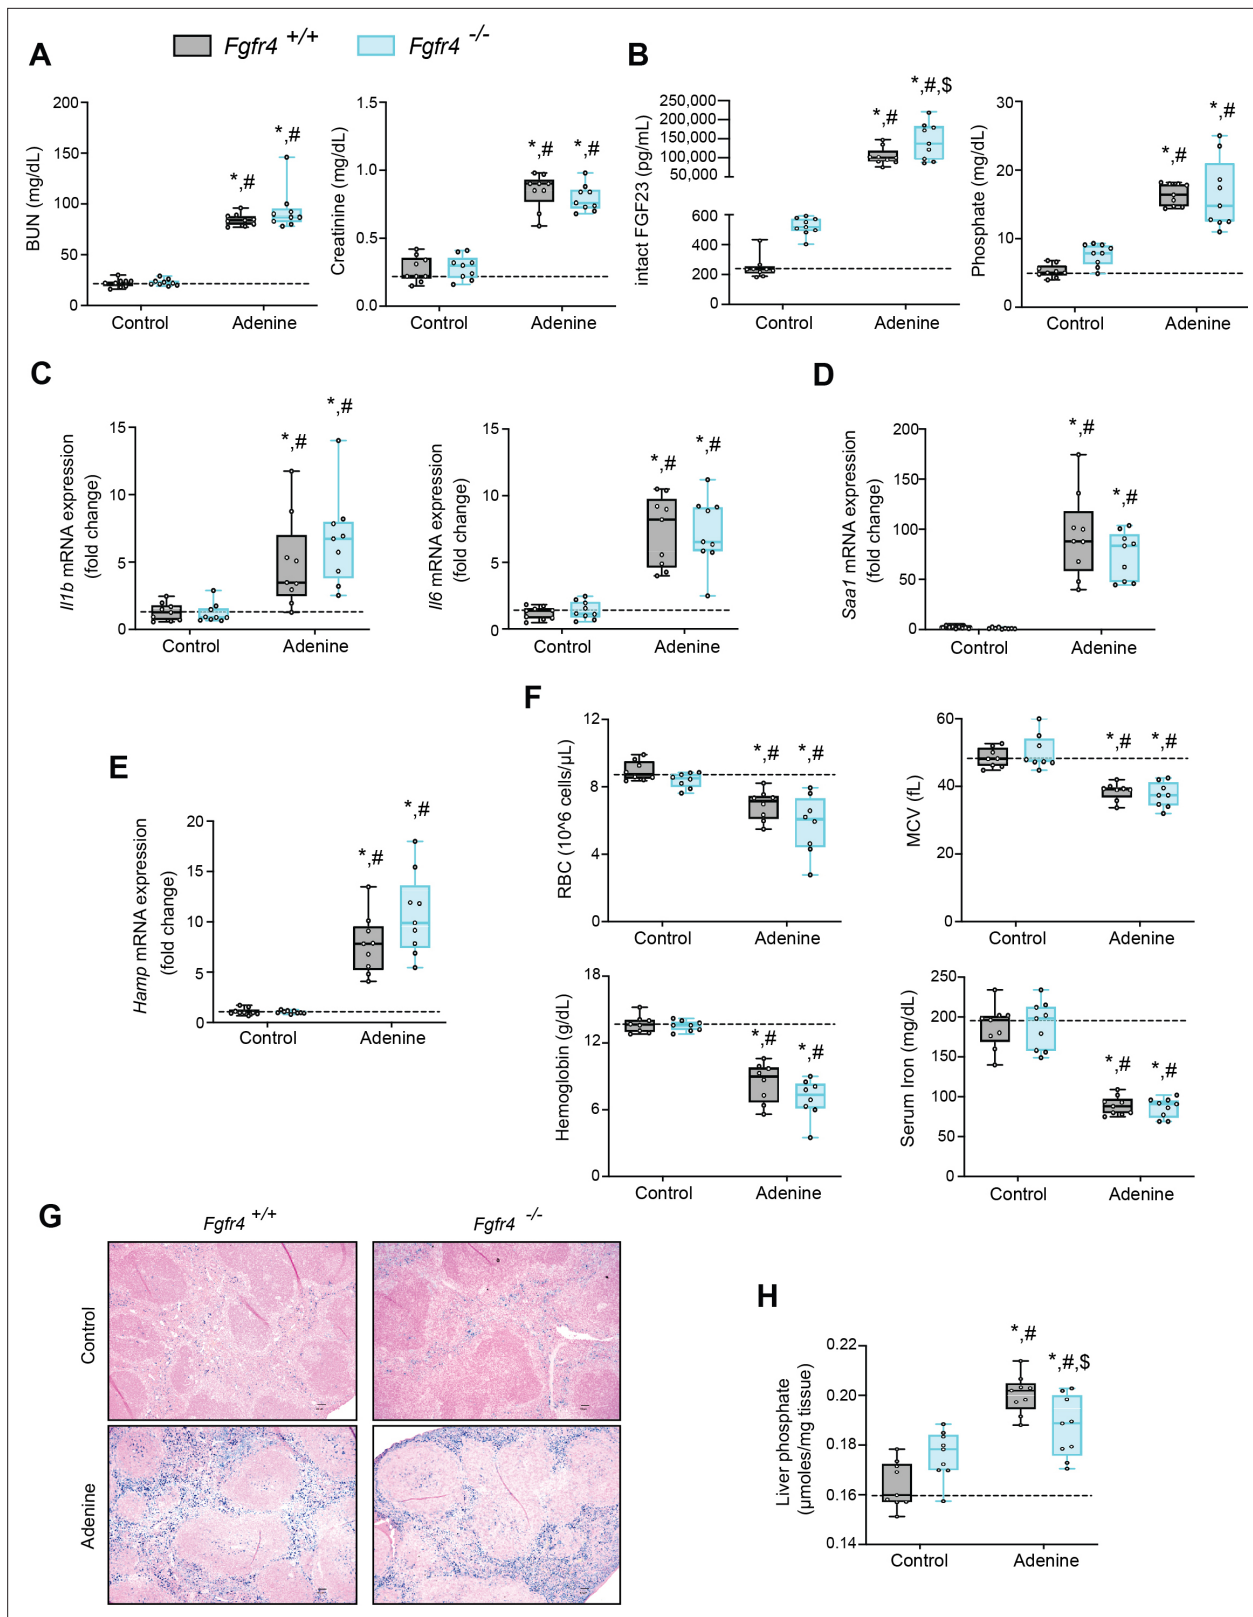 Fgfr4 +/+
Fgfr4 -/-
A
BUN (mg/dL)
200
150
100
50
0
*,#
*,#
Control
Adenine
Creatinine (mg/dL)
1.5
1.0
0.5
0.0
*,#
*,#
Control
Adenine
B
intact FGF23 (pg/mL)
250,000
200,000
150,000
100,000
50,000
600
400
200
0
*,#
*,#,$
Control
Adenine
Phosphate (mg/dL)
30
20
10
0
*,#
*,#
Control
Adenine
C
Il1b mRNA expression
(fold change)
15
10
5
0
*,#
*,#
Control
Adenine
Il6 mRNA expression
(fold change)
15
10
5
0
*,#
*,#
Control
Adenine
D
Saa1 mRNA expression
(fold change)
200
150
100
50
0
*,#
*,#
Control
Adenine
E
Hamp mRNA expression
(fold change)
20
15
10
5
0
*,#
*,#
Control
Adenine
F
RBC (10^6 cells/µL)
12
8
4
0
*,#
*,#
Control
Adenine
MCV (fL)
60
40
20
0
*,#
*,#
Control
Adenine
Hemoglobin (g/dL)
18
12
6
0
*,#
*,#
Control
Adenine
Serum Iron (mg/dL)
250
200
150
100
50
0
*,#
*,#
Control
Adenine
G
Fgfr4 +/+
Fgfr4 -/-
Control
Adenine
H
Liver phosphate
(µmoles/mg tissue)
0.22
0.20
0.18
0.16
0.14
*,#
*,#,$
Control
Adenine